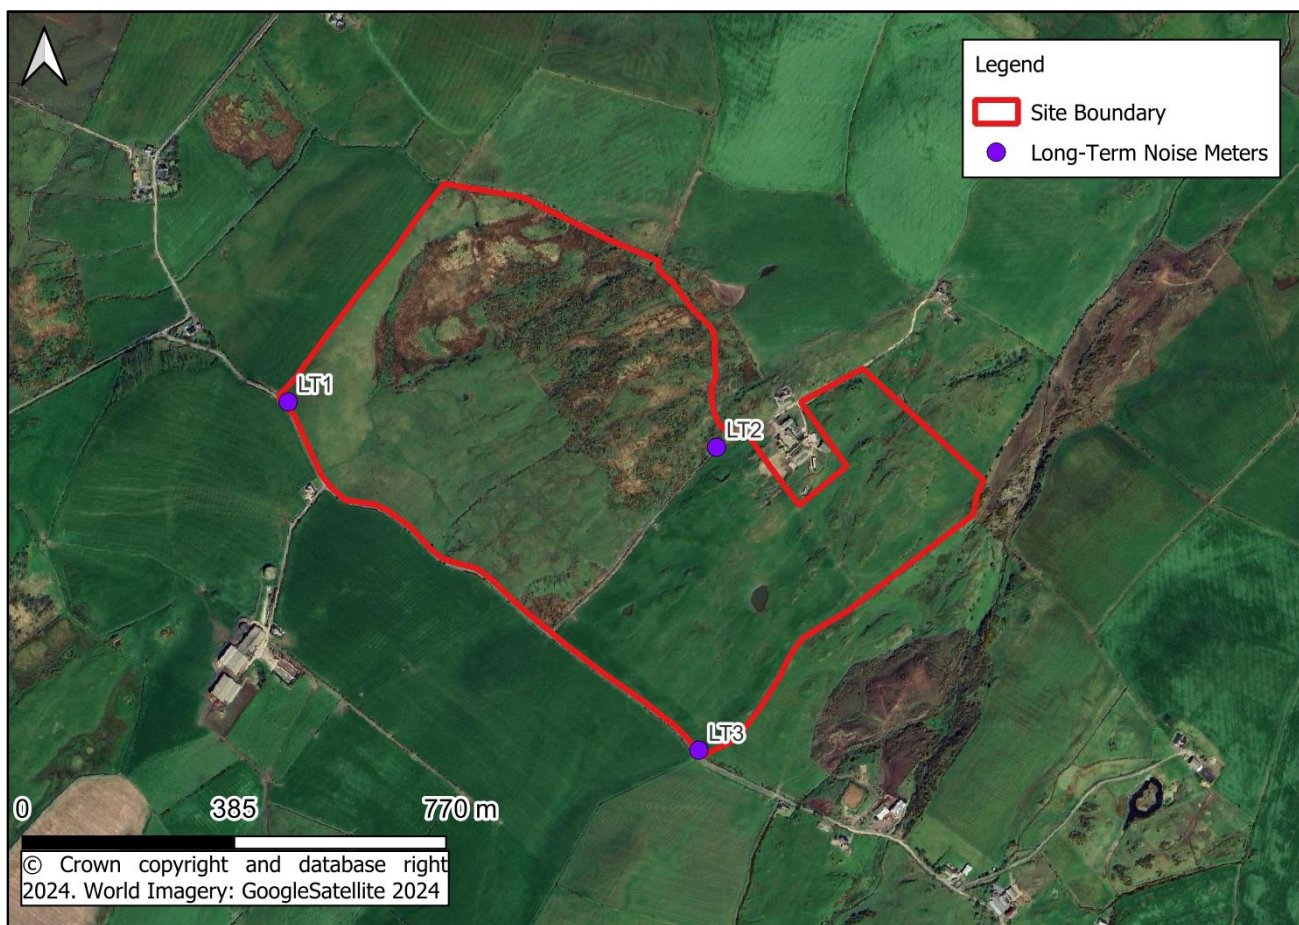 Legend
Site Boundary
Long-Term Noise Meters
LT1
LT2
LT3
0 385 770 m
© Crown copyright and database right
2024. World Imagery: GoogleSatellite 2024